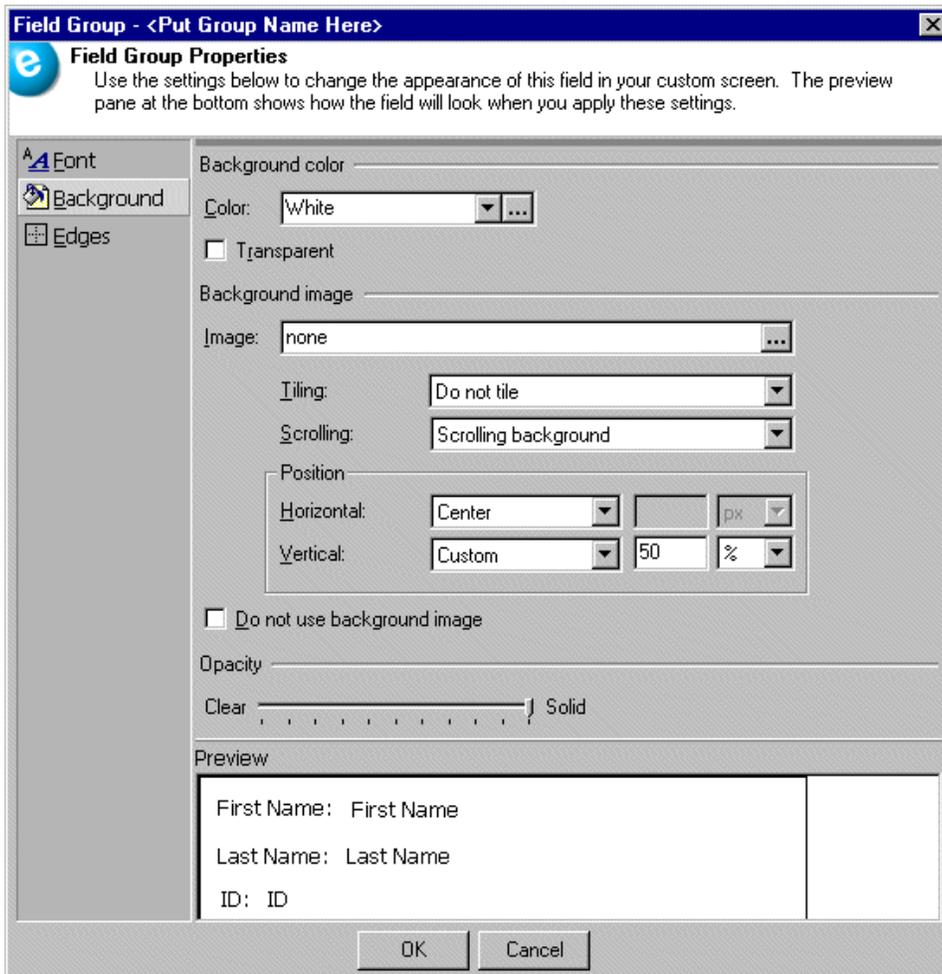 Field Group - <Put Group Name Here>
e
Field Group Properties
Use the settings below to change the appearance of this field in your custom screen. The preview
pane at the bottom shows how the field will look when you apply these settings.
Font
Background
Edges
Background color
Color: White ...
Transparent
Background image
Image: none ...
Tiling: Do not tile
Scrolling: Scrolling background
Position
Horizontal: Center px
Vertical: Custom 50 %
Do not use background image
Opacity
Clear Solid
Preview
First Name: First Name
Last Name: Last Name
ID: ID
OK Cancel